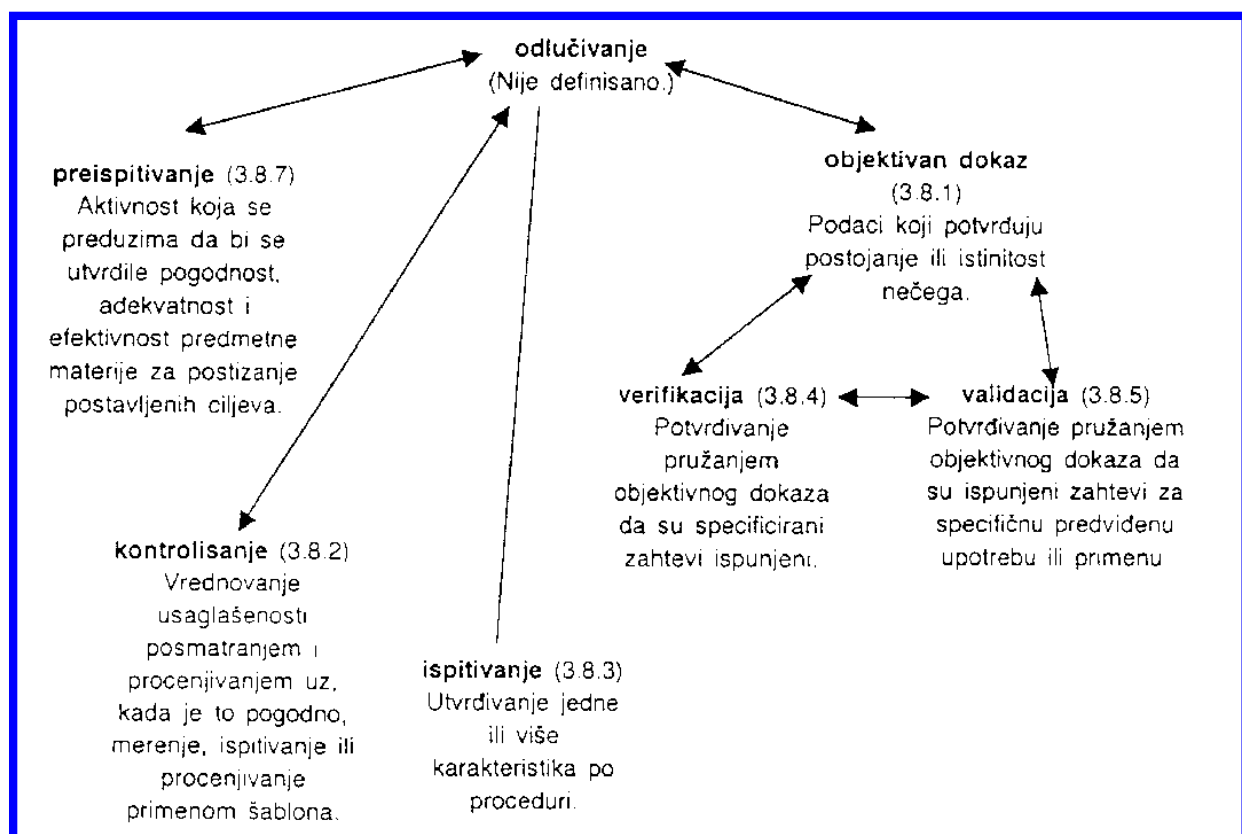 odlučivanje
(Nije definisano.)
preispitivanje (3.8.7)
Aktivnost koja se
preduzima da bi se
utvrdile pogodnost,
adekvatnost i
efektivnost predmetne
materije za postizanje
postavljenih ciljeva.
objektivan dokaz
(3.8.1)
Podaci koji potvrđuju
postojanje ili istinitost
nečega.
verifikacija (3.8.4)
Potvrđivanje
pružanjem
objektivnog dokaza
da su specificirani
zahtevi ispunjeni.
validacija (3.8.5)
Potvrđivanje pružanjem
objektivnog dokaza da
su ispunjeni zahtevi za
specifičnu predviđenu
upotrebu ili primenu
kontrolisanje (3.8.2)
Vrednovanje
usaglašenosti
posmatranjem i
procenjivanjem uz,
kada je to pogodno,
merenje, ispitivanje ili
procenjivanje
primenom šablona.
ispitivanje (3.8.3)
Utvrđivanje jedne
ili više
karakteristika po
proceduri.